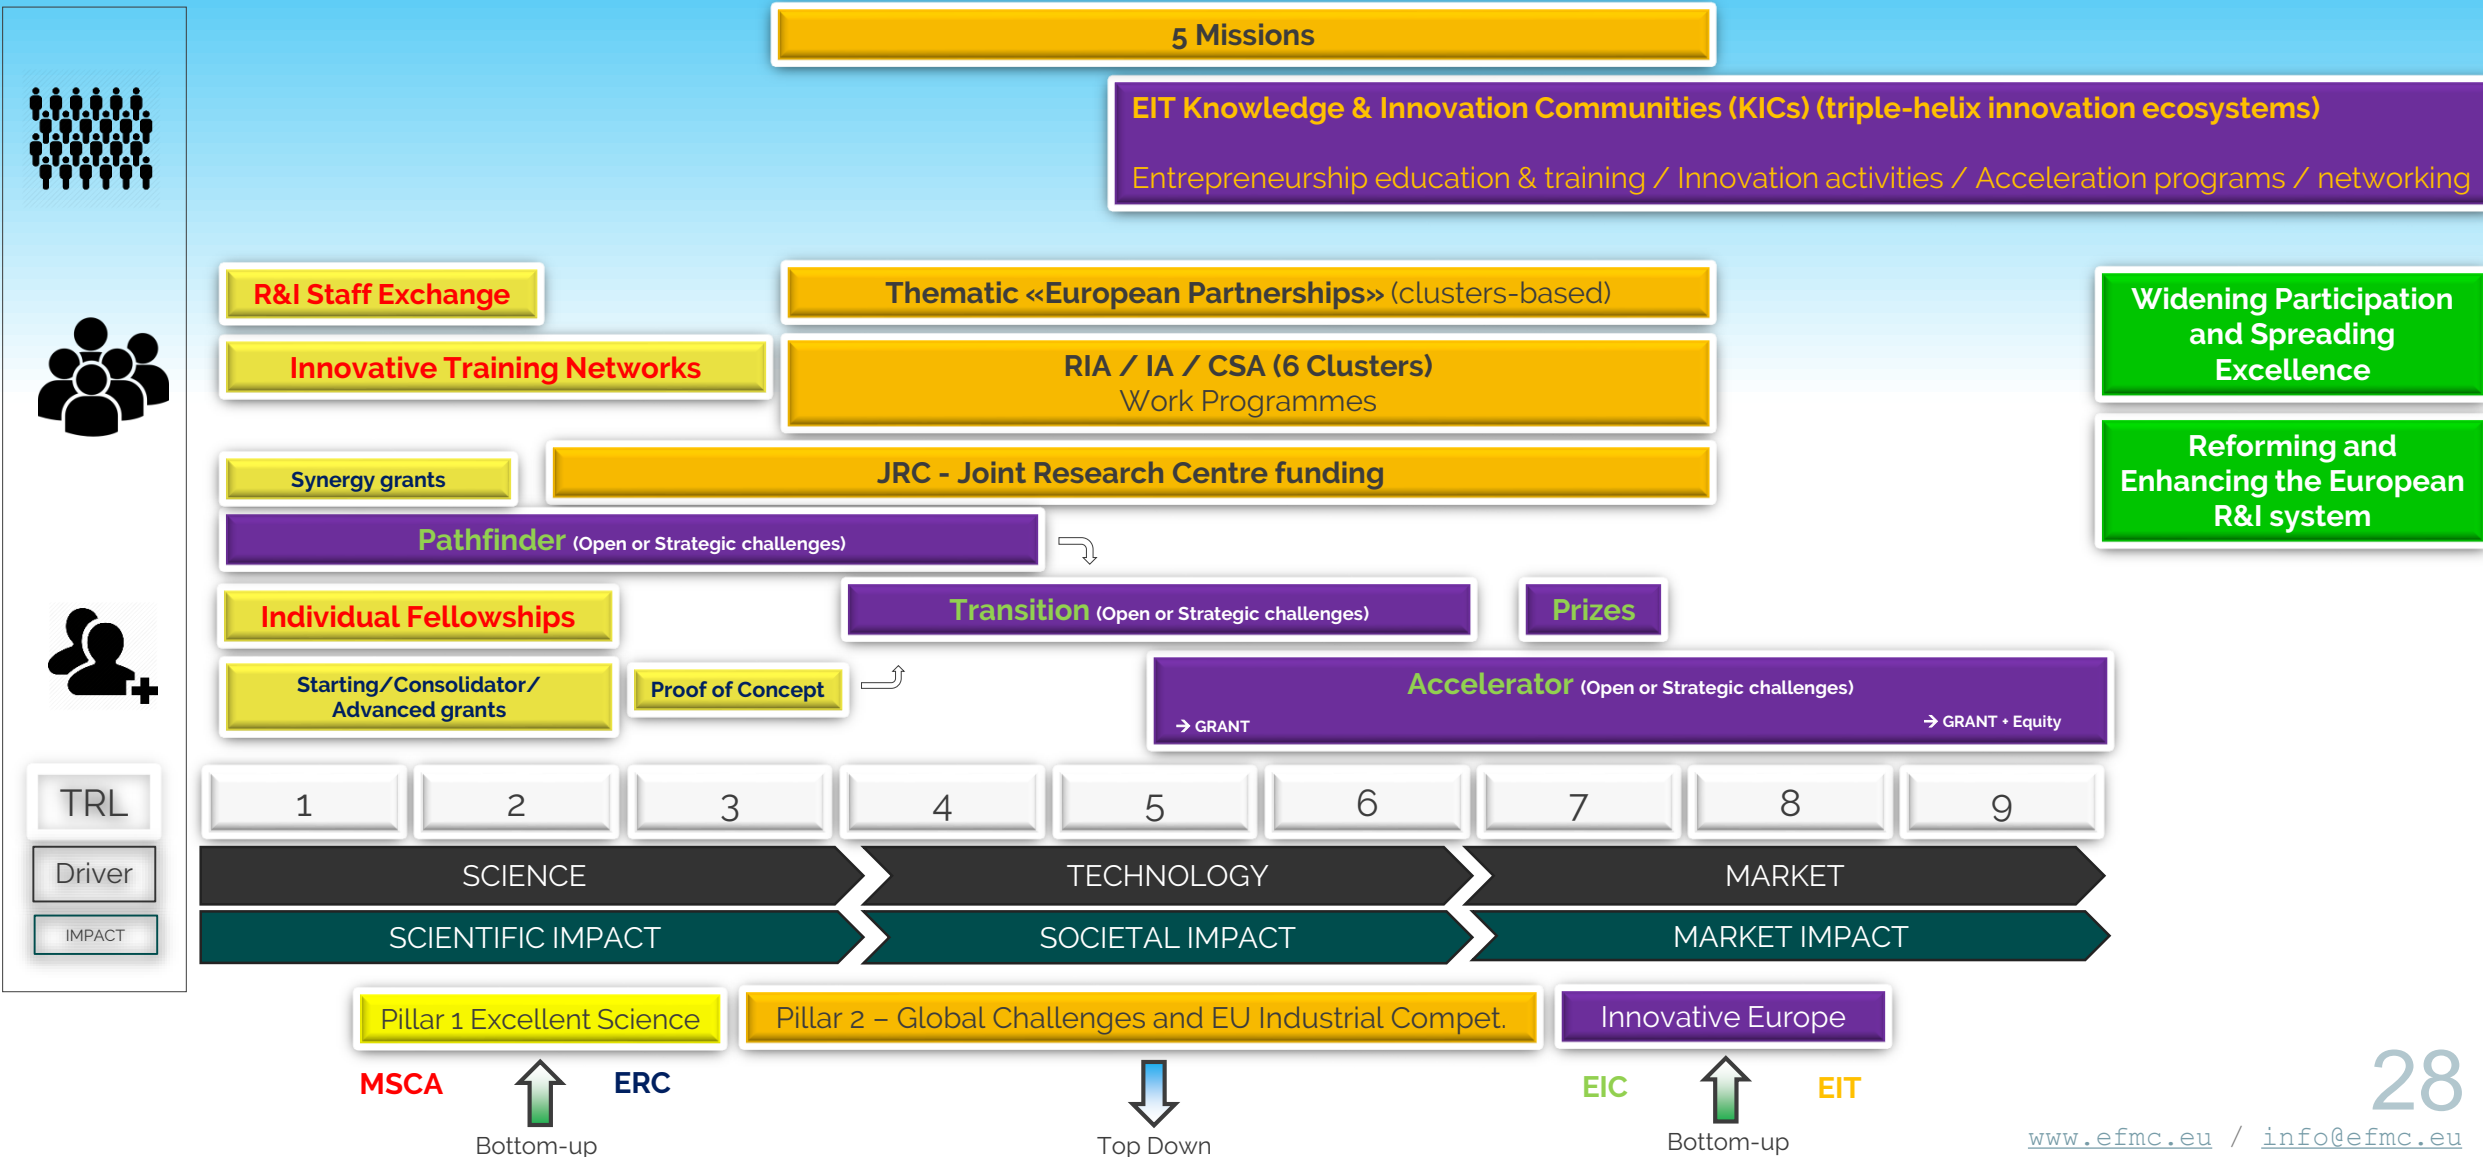 5 Missions
EIT Knowledge & Innovation Communities (KICs) (triple-helix innovation ecosystems)
Entrepreneurship education & training / Innovation activities / Acceleration programs / networking
R&I Staff Exchange
Thematic «European Partnerships» (clusters-based)
Widening Participation
and Spreading
Excellence
Innovative Training Networks
RIA / IA / CSA (6 Clusters)
Work Programmes
Reforming and
Enhancing the European
R&I system
Synergy grants
JRC - Joint Research Centre funding
Pathfinder (Open or Strategic challenges)
Individual Fellowships
Transition (Open or Strategic challenges)
Prizes
Starting/Consolidator/
Advanced grants
Proof of Concept
Accelerator (Open or Strategic challenges)
→ GRANT
→ GRANT + Equity
TRL
1
2
3
4
5
6
7
8
9
Driver
SCIENCE
TECHNOLOGY
MARKET
IMPACT
SCIENTIFIC IMPACT
SOCIETAL IMPACT
MARKET IMPACT
Pillar 1 Excellent Science
Pillar 2 – Global Challenges and EU Industrial Compet.
Innovative Europe
MSCA
ERC
EIC
EIT
Bottom-up
Top Down
Bottom-up
28
www.efmc.eu / info@efmc.eu